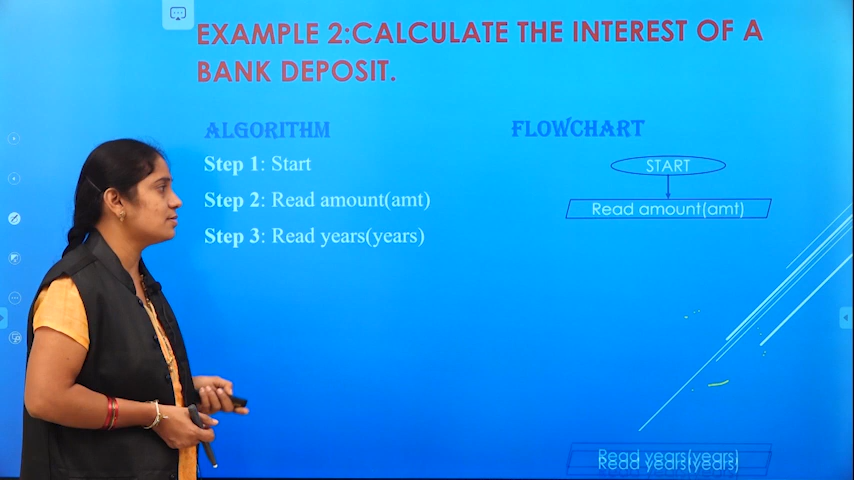 EXAMPLE 2:CALCULATE THE INTEREST OF A
BANK DEPOSIT.
ALGORITHM
Step 1: Start
Step 2: Read amount(amt)
Step 3: Read years(years)
FLOWCHART
START
Read amount(amt)
Read years(years)